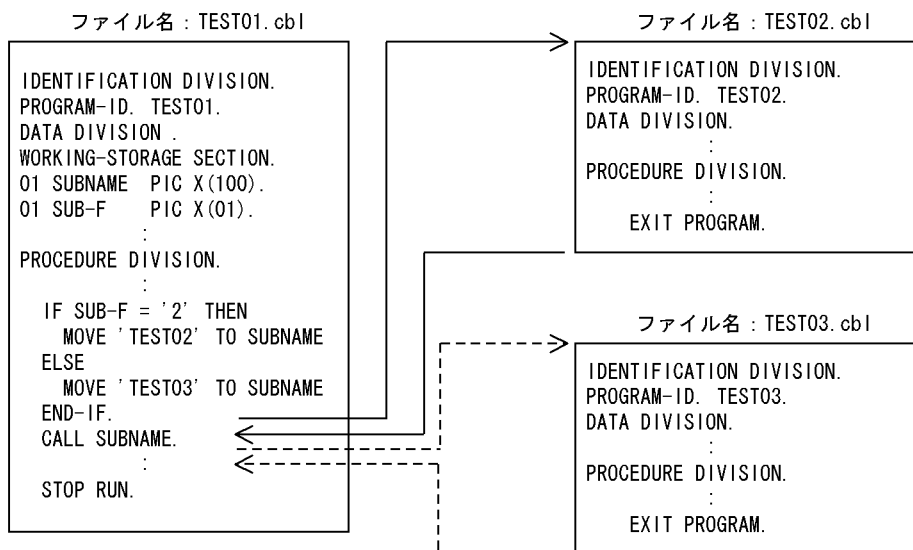 ファイル名：TEST01.cbl
IDENTIFICATION DIVISION.
PROGRAM-ID. TEST01.
DATA DIVISION .
WORKING-STORAGE SECTION.
01 SUBNAME  PIC X(100).
01 SUB-F    PIC X(01).
:
PROCEDURE DIVISION.
:
IF SUB-F = '2' THEN
MOVE 'TEST02' TO SUBNAME
ELSE
MOVE 'TEST03' TO SUBNAME
END-IF.
CALL SUBNAME.
:
STOP RUN.
ファイル名：TEST02.cbl
IDENTIFICATION DIVISION.
PROGRAM-ID. TEST02.
DATA DIVISION.
:
PROCEDURE DIVISION.
:
EXIT PROGRAM.
ファイル名：TEST03.cbl
IDENTIFICATION DIVISION.
PROGRAM-ID. TEST03.
DATA DIVISION.
:
PROCEDURE DIVISION.
:
EXIT PROGRAM.